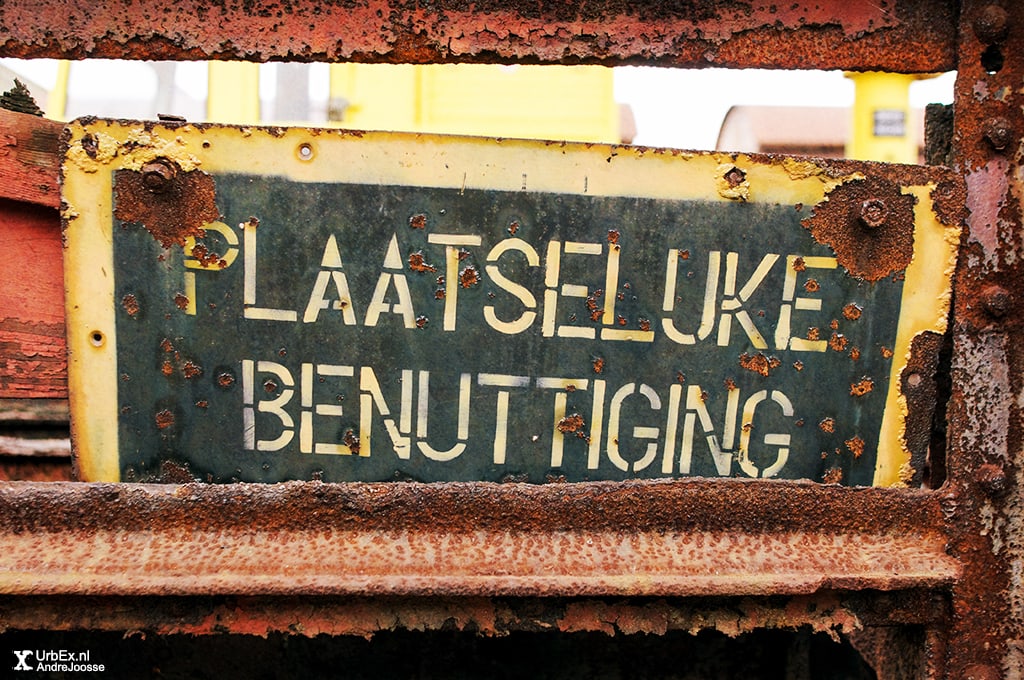 PLAATSELIJKE
BENUTTIGING
UrbEx.nl
AndreJoosse